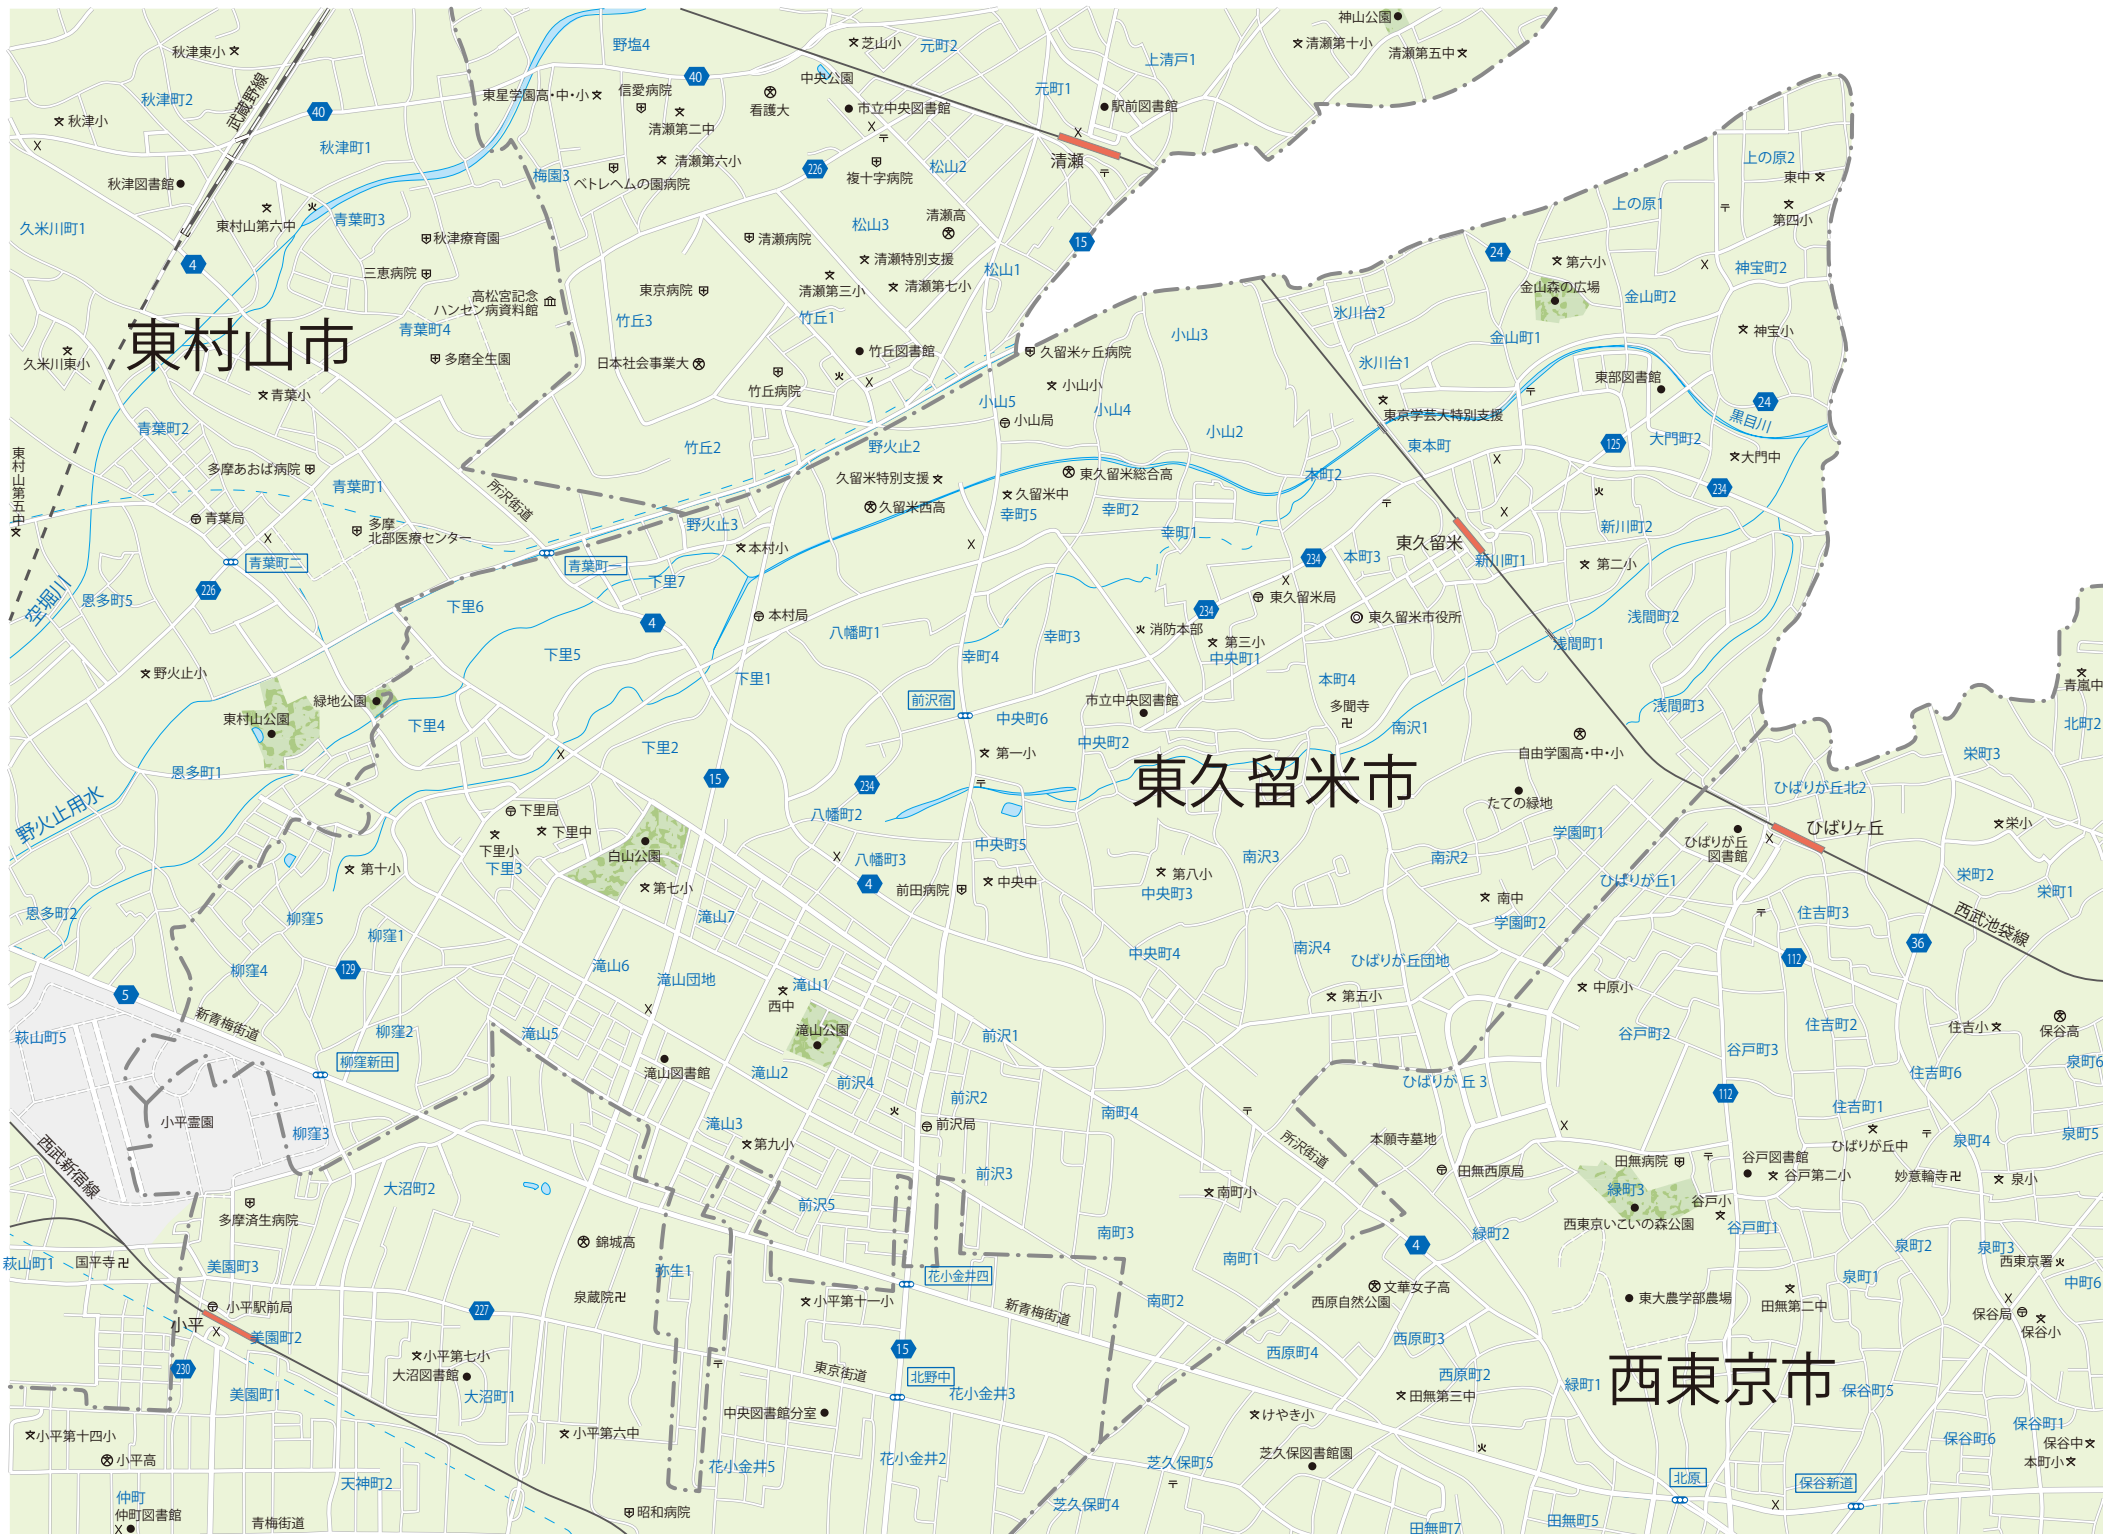 神山公園
清瀬第十小
清瀬第五中
秋津東小
野塩4
芝山小
元町2
上清戸1
武蔵野線
40
中央公園
元町1
秋津町2
東星学園高・中・小
信愛病院
看護大
市立中央図書館
駅前図書館
秋津小
40
清瀬第二中
秋津町1
清瀬第六小
226
松山2
清瀬
上の原2
梅園3
ベトレヘムの園病院
複十字病院
東中
秋津図書館
上の原1
第四小
久米川町1
東村山第六中
青葉町3
松山3
清瀬高
秋津療育園
清瀬病院
15
24
4
三恵病院
清瀬特別支援
松山1
第六小
神宝町2
高松宮記念
ハンセン病資料館
東京病院
清瀬第三小
清瀬第七小
金山森の広場
金山町2
東村山市
青葉町4
竹丘3
竹丘1
小山3
氷川台2
金山町1
神宝小
久米川東小
多磨全生園
日本社会事業大
竹丘図書館
久留米ヶ丘病院
氷川台1
東部図書館
青葉小
竹丘病院
小山小
小山5
小山4
24
東京学芸大特別支援
黒目川
小山局
青葉町2
竹丘2
野火止2
小山2
東本町
125
大門町2
大門中
東村山第五中
多摩あおば病院
久留米特別支援
東久留米総合高
本町2
青葉町1
所沢街道
久留米西高
久留米中
幸町5
幸町2
234
青葉局
多摩
北部医療センター
野火止3
幸町1
新川町2
本村小
東久留米
234
本町3
新川町1
第二小
青葉町二
青葉町一
下里7
226
空堀川
恩多町5
下里6
4
本村局
八幡町1
234
東久留米局
東久留米市役所
浅間町2
幸町3
消防本部
第三小
浅間町1
下里5
幸町4
中央町1
野火止小
下里1
本町4
青嵐中
緑地公園
前沢宿
市立中央図書館
多聞寺
浅間町3
東村山公園
下里4
中央町6
南沢1
北町2
下里2
第一小
中央町2
自由学園高・中・小
栄町3
恩多町1
15
234
東久留米市
たての緑地
ひばりが丘北2
野火止用水
下里局
八幡町2
学園町1
ひばりヶ丘
栄小
下里小
下里中
中央町5
ひばりが丘
図書館
白山公園
八幡町3
南沢3
南沢2
第十小
下里3
第七小
4
前田病院
中央中
第八小
中央町3
ひばりが丘1
栄町2
栄町1
恩多町2
柳窪5
滝山7
南中
住吉町3
西武池袋線
柳窪1
学園町2
36
柳窪4
129
滝山6
滝山団地
中央町4
南沢4
ひばりが丘団地
112
5
滝山1
西中
第五小
中原小
新青梅街道
滝山公園
保谷高
萩山町5
柳窪2
滝山5
前沢1
谷戸町2
住吉町2
住吉小
柳窪新田
谷戸町3
泉町6
滝山図書館
滝山2
前沢4
ひばりが丘3
住吉町6
前沢2
112
小平霊園
滝山3
南町4
住吉町1
柳窪3
前沢局
所沢街道
本願寺墓地
ひばりが丘中
泉町4
泉町5
西武新宿線
第九小
田無病院
谷戸図書館
大沼町2
前沢3
田無西原局
谷戸第二小
妙意輪寺
泉小
南町小
緑町3
谷戸小
多摩済生病院
前沢5
西東京いこいの森公園
谷戸町1
南町3
4
緑町2
錦城高
泉町2
泉町3
萩山町1
国平寺
美園町3
弥生1
花小金井四
南町1
西東京署
泉町1
中町6
泉蔵院
小平第十一小
文華女子高
西原自然公園
東大農学部農場
小平駅前局
227
新青梅街道
南町2
田無第二中
保谷局
小平
美園町2
15
西原町3
保谷小
230
小平第七小
東京街道
西原町4
大沼図書館
北野中
西原町2
西東京市
美園町1
大沼町1
花小金井3
田無第三中
緑町1
保谷町5
中央図書館分室
けやき小
小平第十四小
小平第六中
保谷町1
小平高
花小金井2
芝久保図書館園
保谷町6
保谷中
花小金井5
芝久保町5
本町小
天神町2
北原
保谷新道
仲町
仲町図書館
昭和病院
芝久保町4
青梅街道
田無町7
田無町5